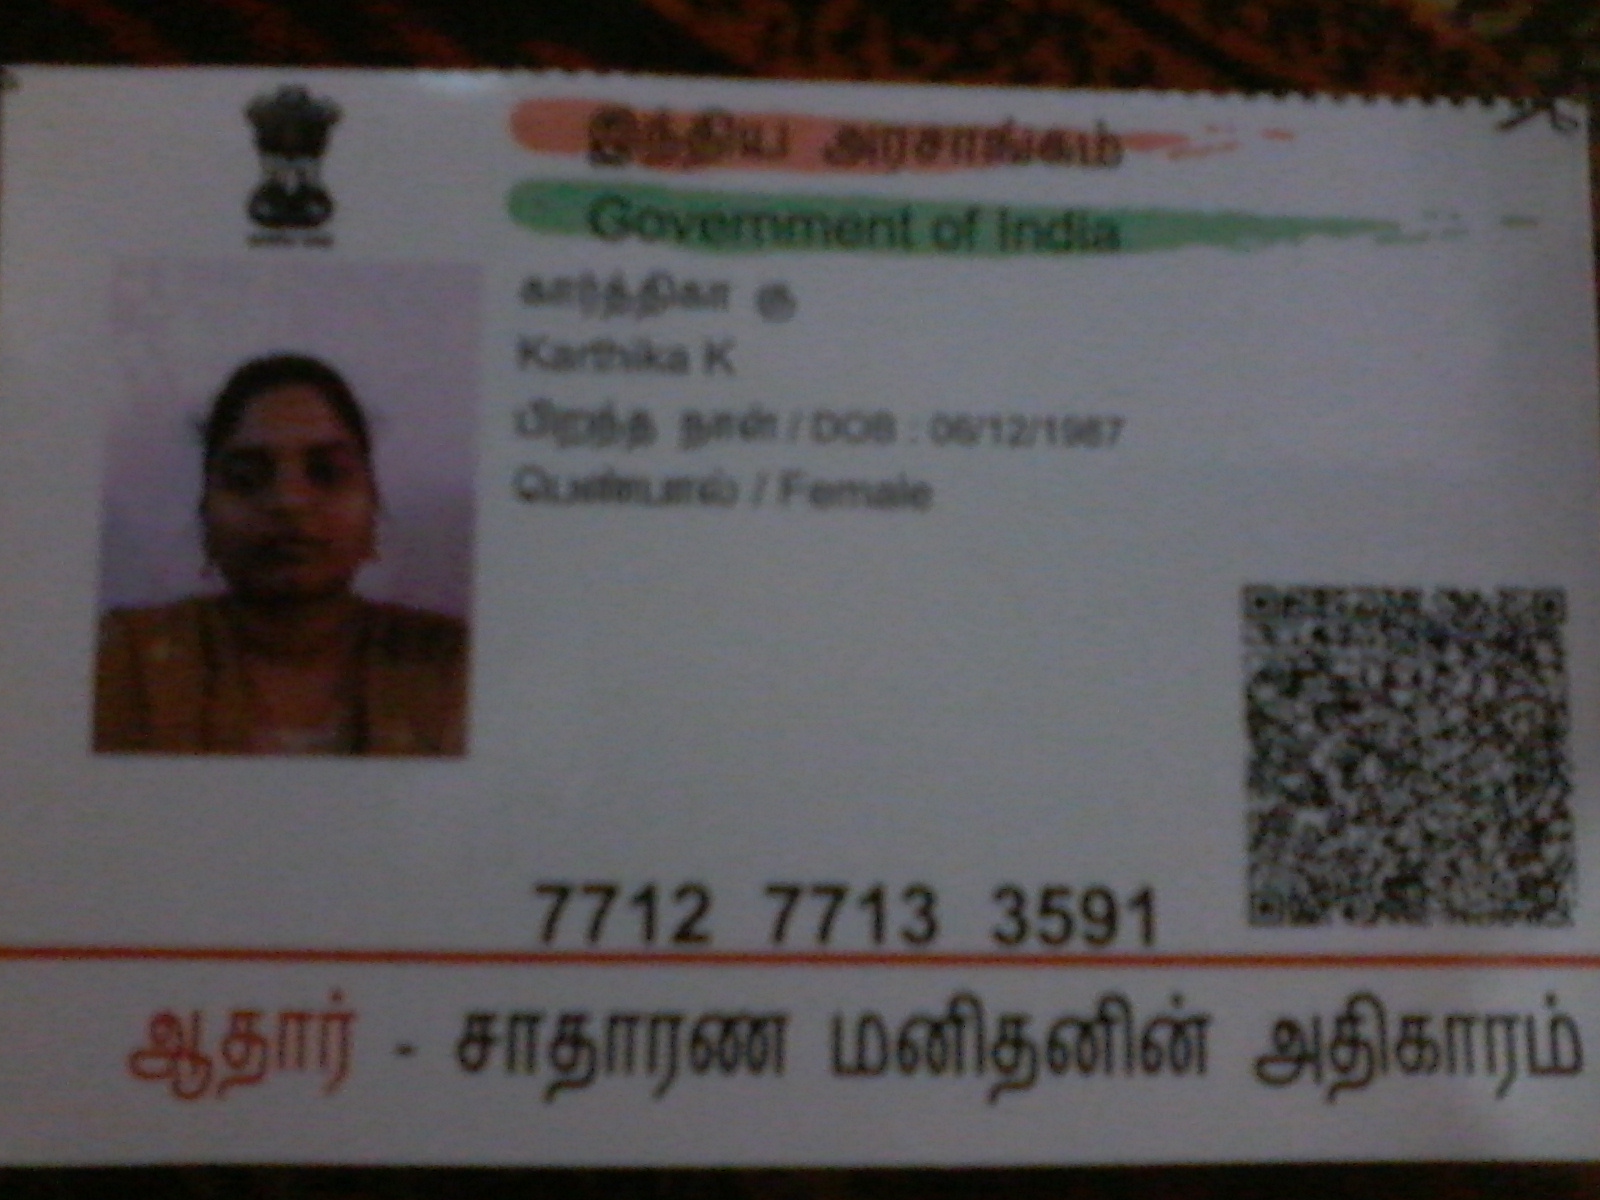 இந்திய அரசாங்கம்
Government of India
கார்த்திகா கு
Karthika K
பிறந்த நாள் / DOB : 06/12/1987
பெண்பால் / Female
7712 7713 3591
ஆதார் - சாதாரண மனிதனின் அதிகாரம்